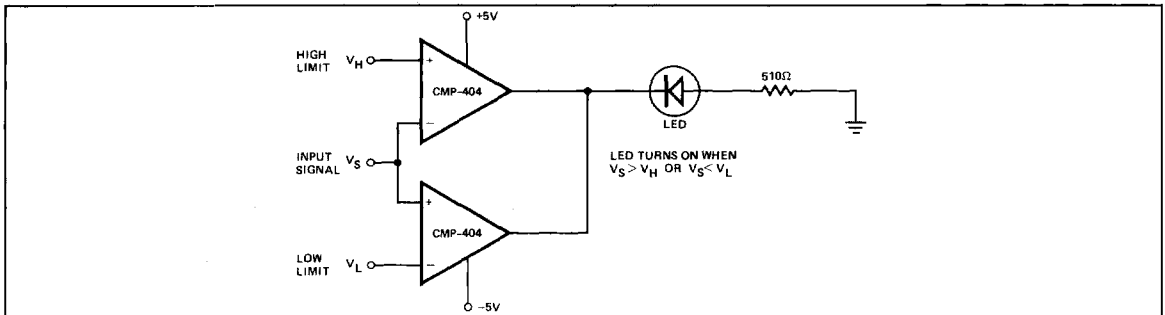 +5V
HIGH
LIMIT
V_H
+
CMP-404
−
INPUT
SIGNAL
V_S
+
CMP-404
−
LOW
LIMIT
V_L
−5V
LED
510Ω
LED TURNS ON WHEN
V_S > V_H OR V_S < V_L